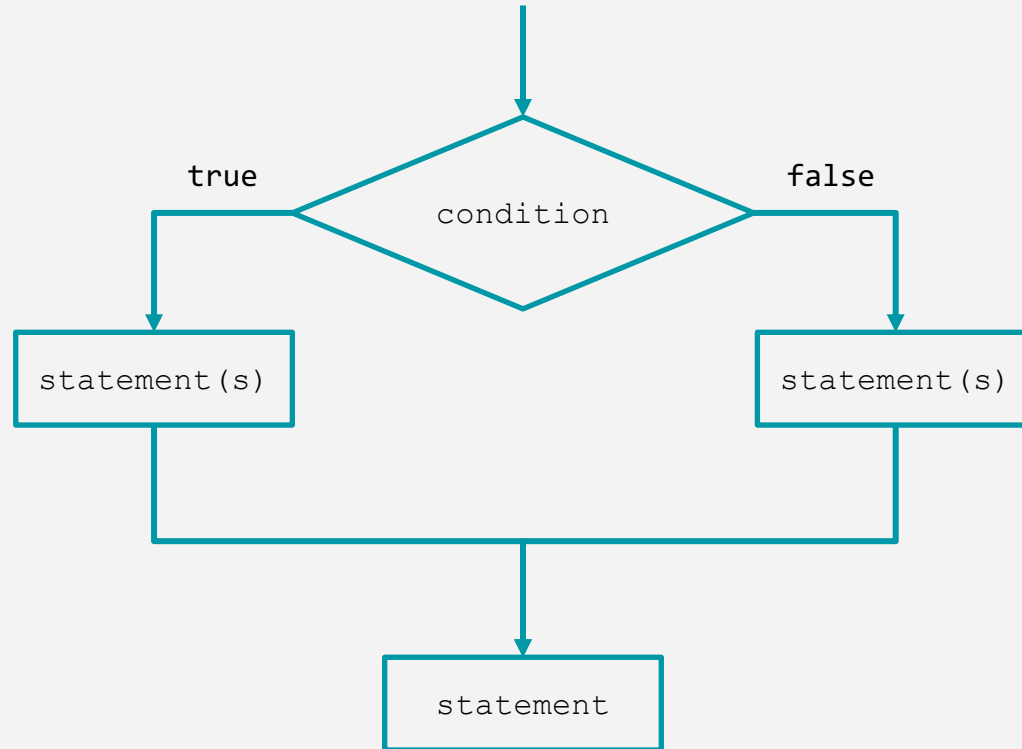 true
false
condition
statement(s)
statement(s)
statement